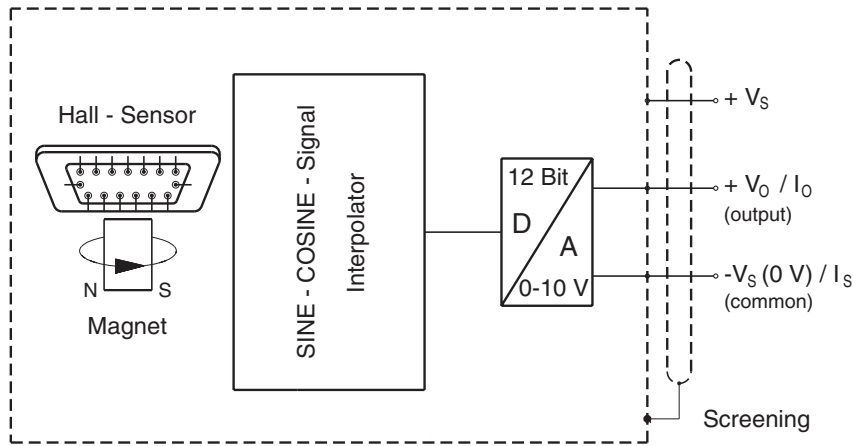 Hall - Sensor
N
S
Magnet
SINE - COSINE - Signal
Interpolator
12 Bit
D
A
0-10 V
+ VS
+ VO / IO
(output)
-VS (0 V) / IS
(common)
Screening